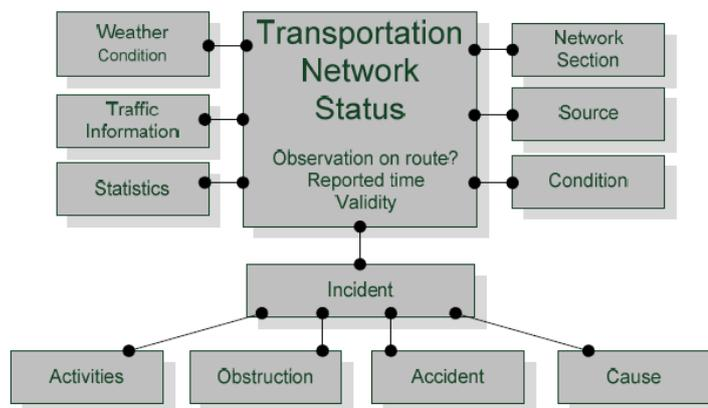 Weather
Condition
Traffic
Information
Statistics
Transportation
Network
Status
Observation on route?
Reported time
Validity
Network
Section
Source
Condition
Incident
Activities
Obstruction
Accident
Cause